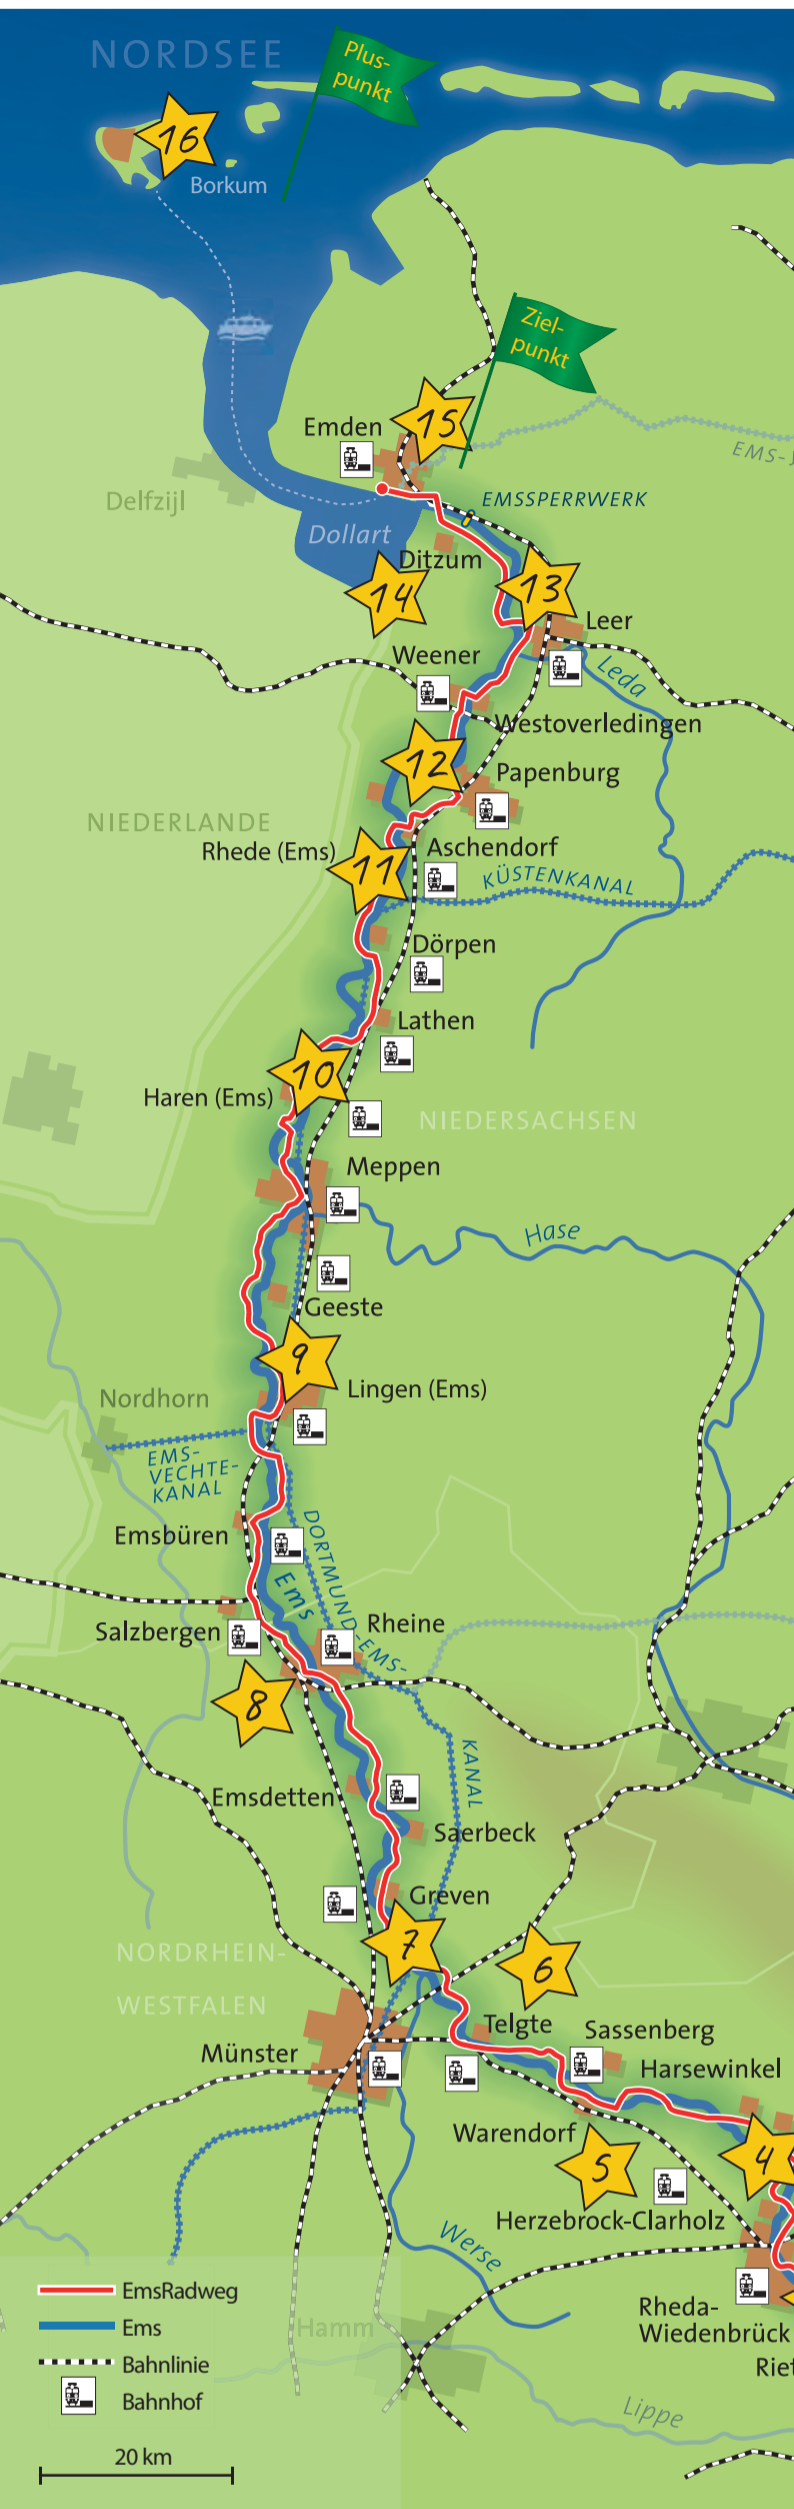 NORDSEE
Plus-
punkt
16
Borkum
Ziel-
punkt
15
Emden
EMS-J
EMSSPERRWERK
Delfzijl
Dollart
Ditzum
14
13
Leer
Weener
Leda
Westoverledingen
12
Papenburg
NIEDERLANDE
Rhede (Ems)
Aschendorf
11
KÜSTENKANAL
Dörpen
Lathen
10
Haren (Ems)
NIEDERSACHSEN
Meppen
Hase
Geeste
9
Lingen (Ems)
Nordhorn
EMS-
VECHTE-
KANAL
Emsbüren
DORTMUND-EMS-
Ems
Salzbergen
Rheine
8
KANAL
Emsdetten
Saerbeck
Greven
7
6
NORDRHEIN-
WESTFALEN
Telgte
Sassenberg
Münster
Harsewinkel
Warendorf
4
5
Herzebrock-Clarholz
Werse
EmsRadweg
Ems
Hamm
Rheda-
Wiedenbrück
Bahnlinie
Riet
Bahnhof
Lippe
20 km